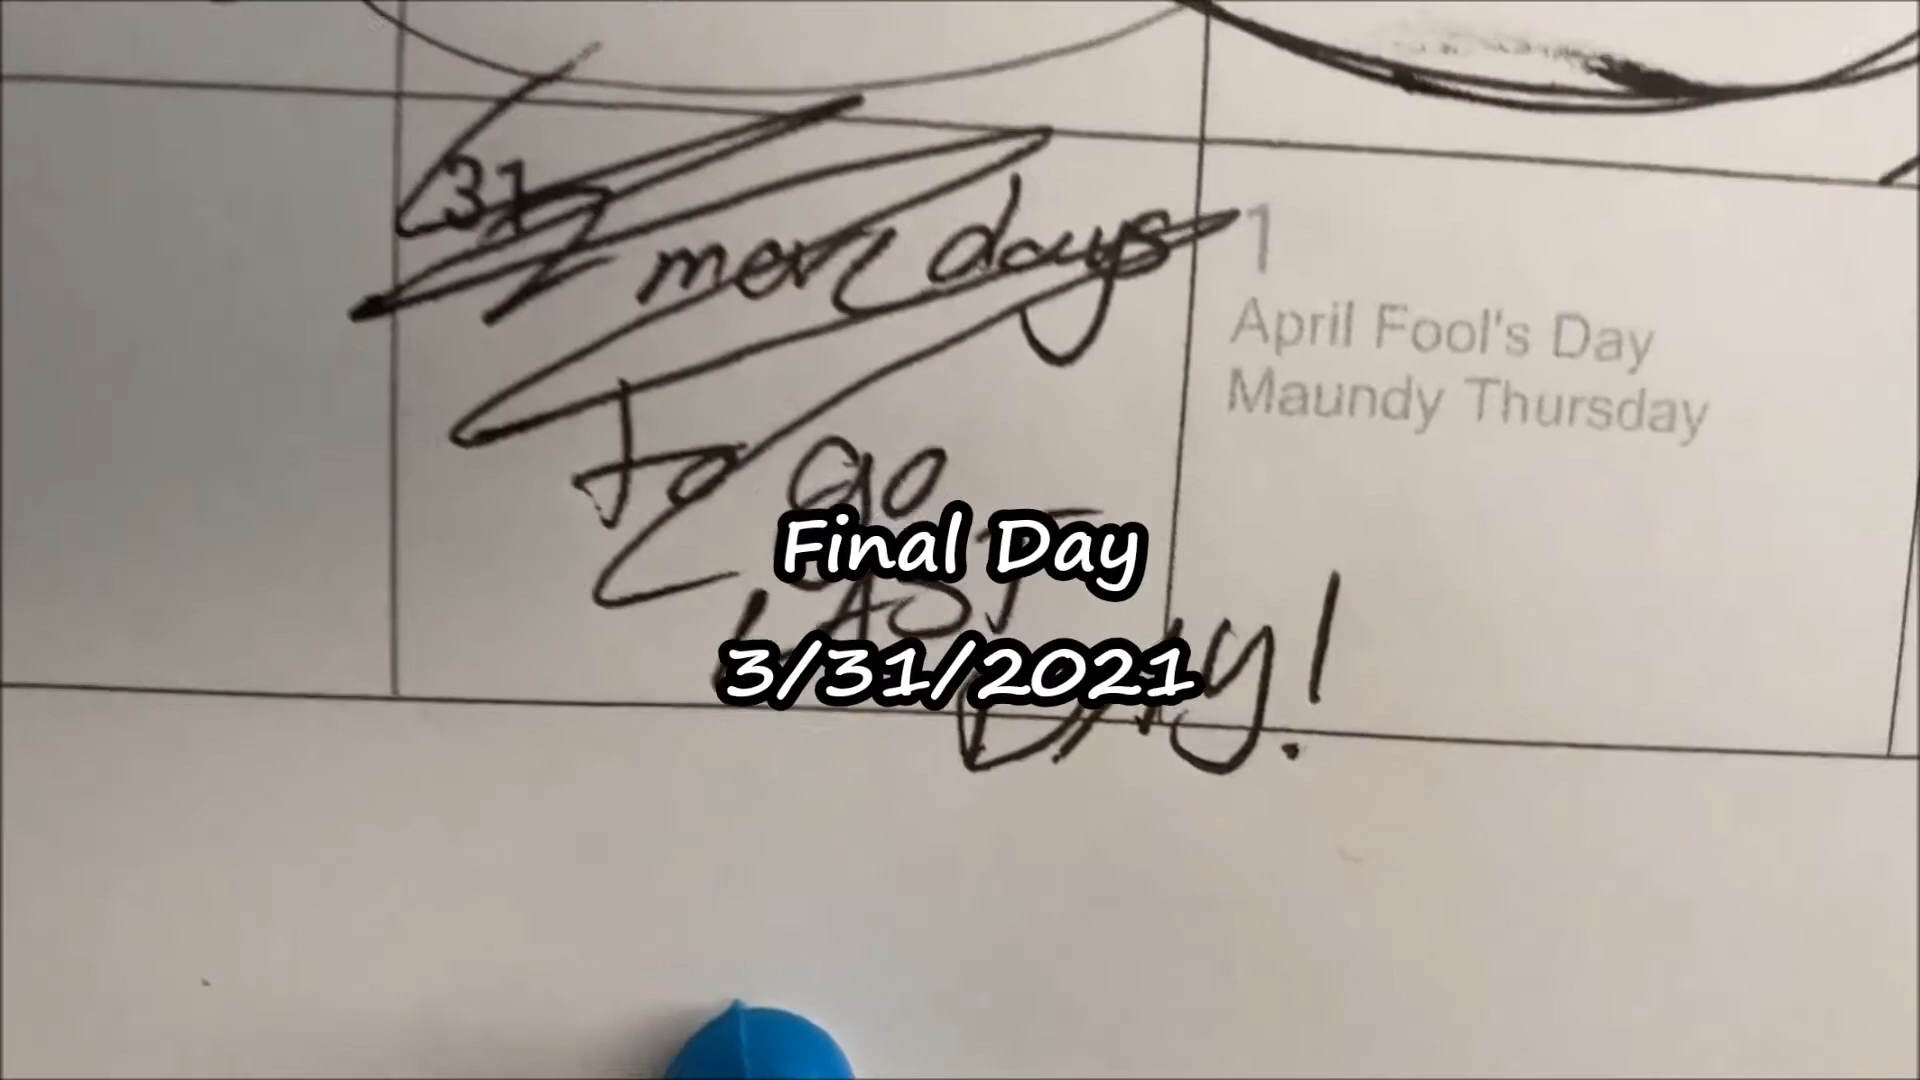 31
more days
To go
LAST
Day!
1
April Fool's Day
Maundy Thursday
Final Day
3/31/2021